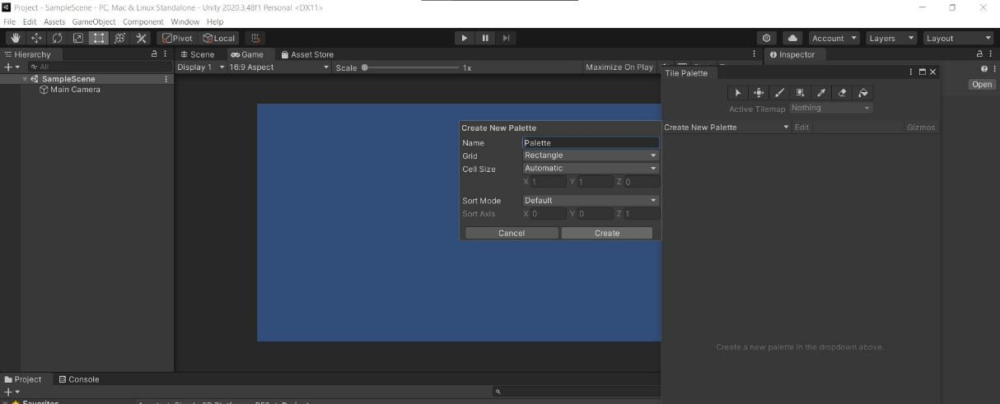 Project - SampleScene - PC, Mac & Linux Standalone - Unity 2020.3.48f1 Personal <DX11>
File Edit Assets GameObject Component Window Help
Pivot Local Account Layers Layout
Hierarchy Scene Game Asset Store Inspector
All Display 1 16:9 Aspect Scale 1x Maximize On Play
Tile Palette
SampleScene
Open
Main Camera
Active Tilemap Nothing
Create New Palette Edit Gizmos
Create New Palette
Name Palette
Grid Rectangle
Cell Size Automatic
X 1 Y 1 Z 0
Sort Mode Default
Sort Axis X 0 Y 0 Z 1
Cancel Create
Create a new palette in the dropdown above.
Project Console
Favorites